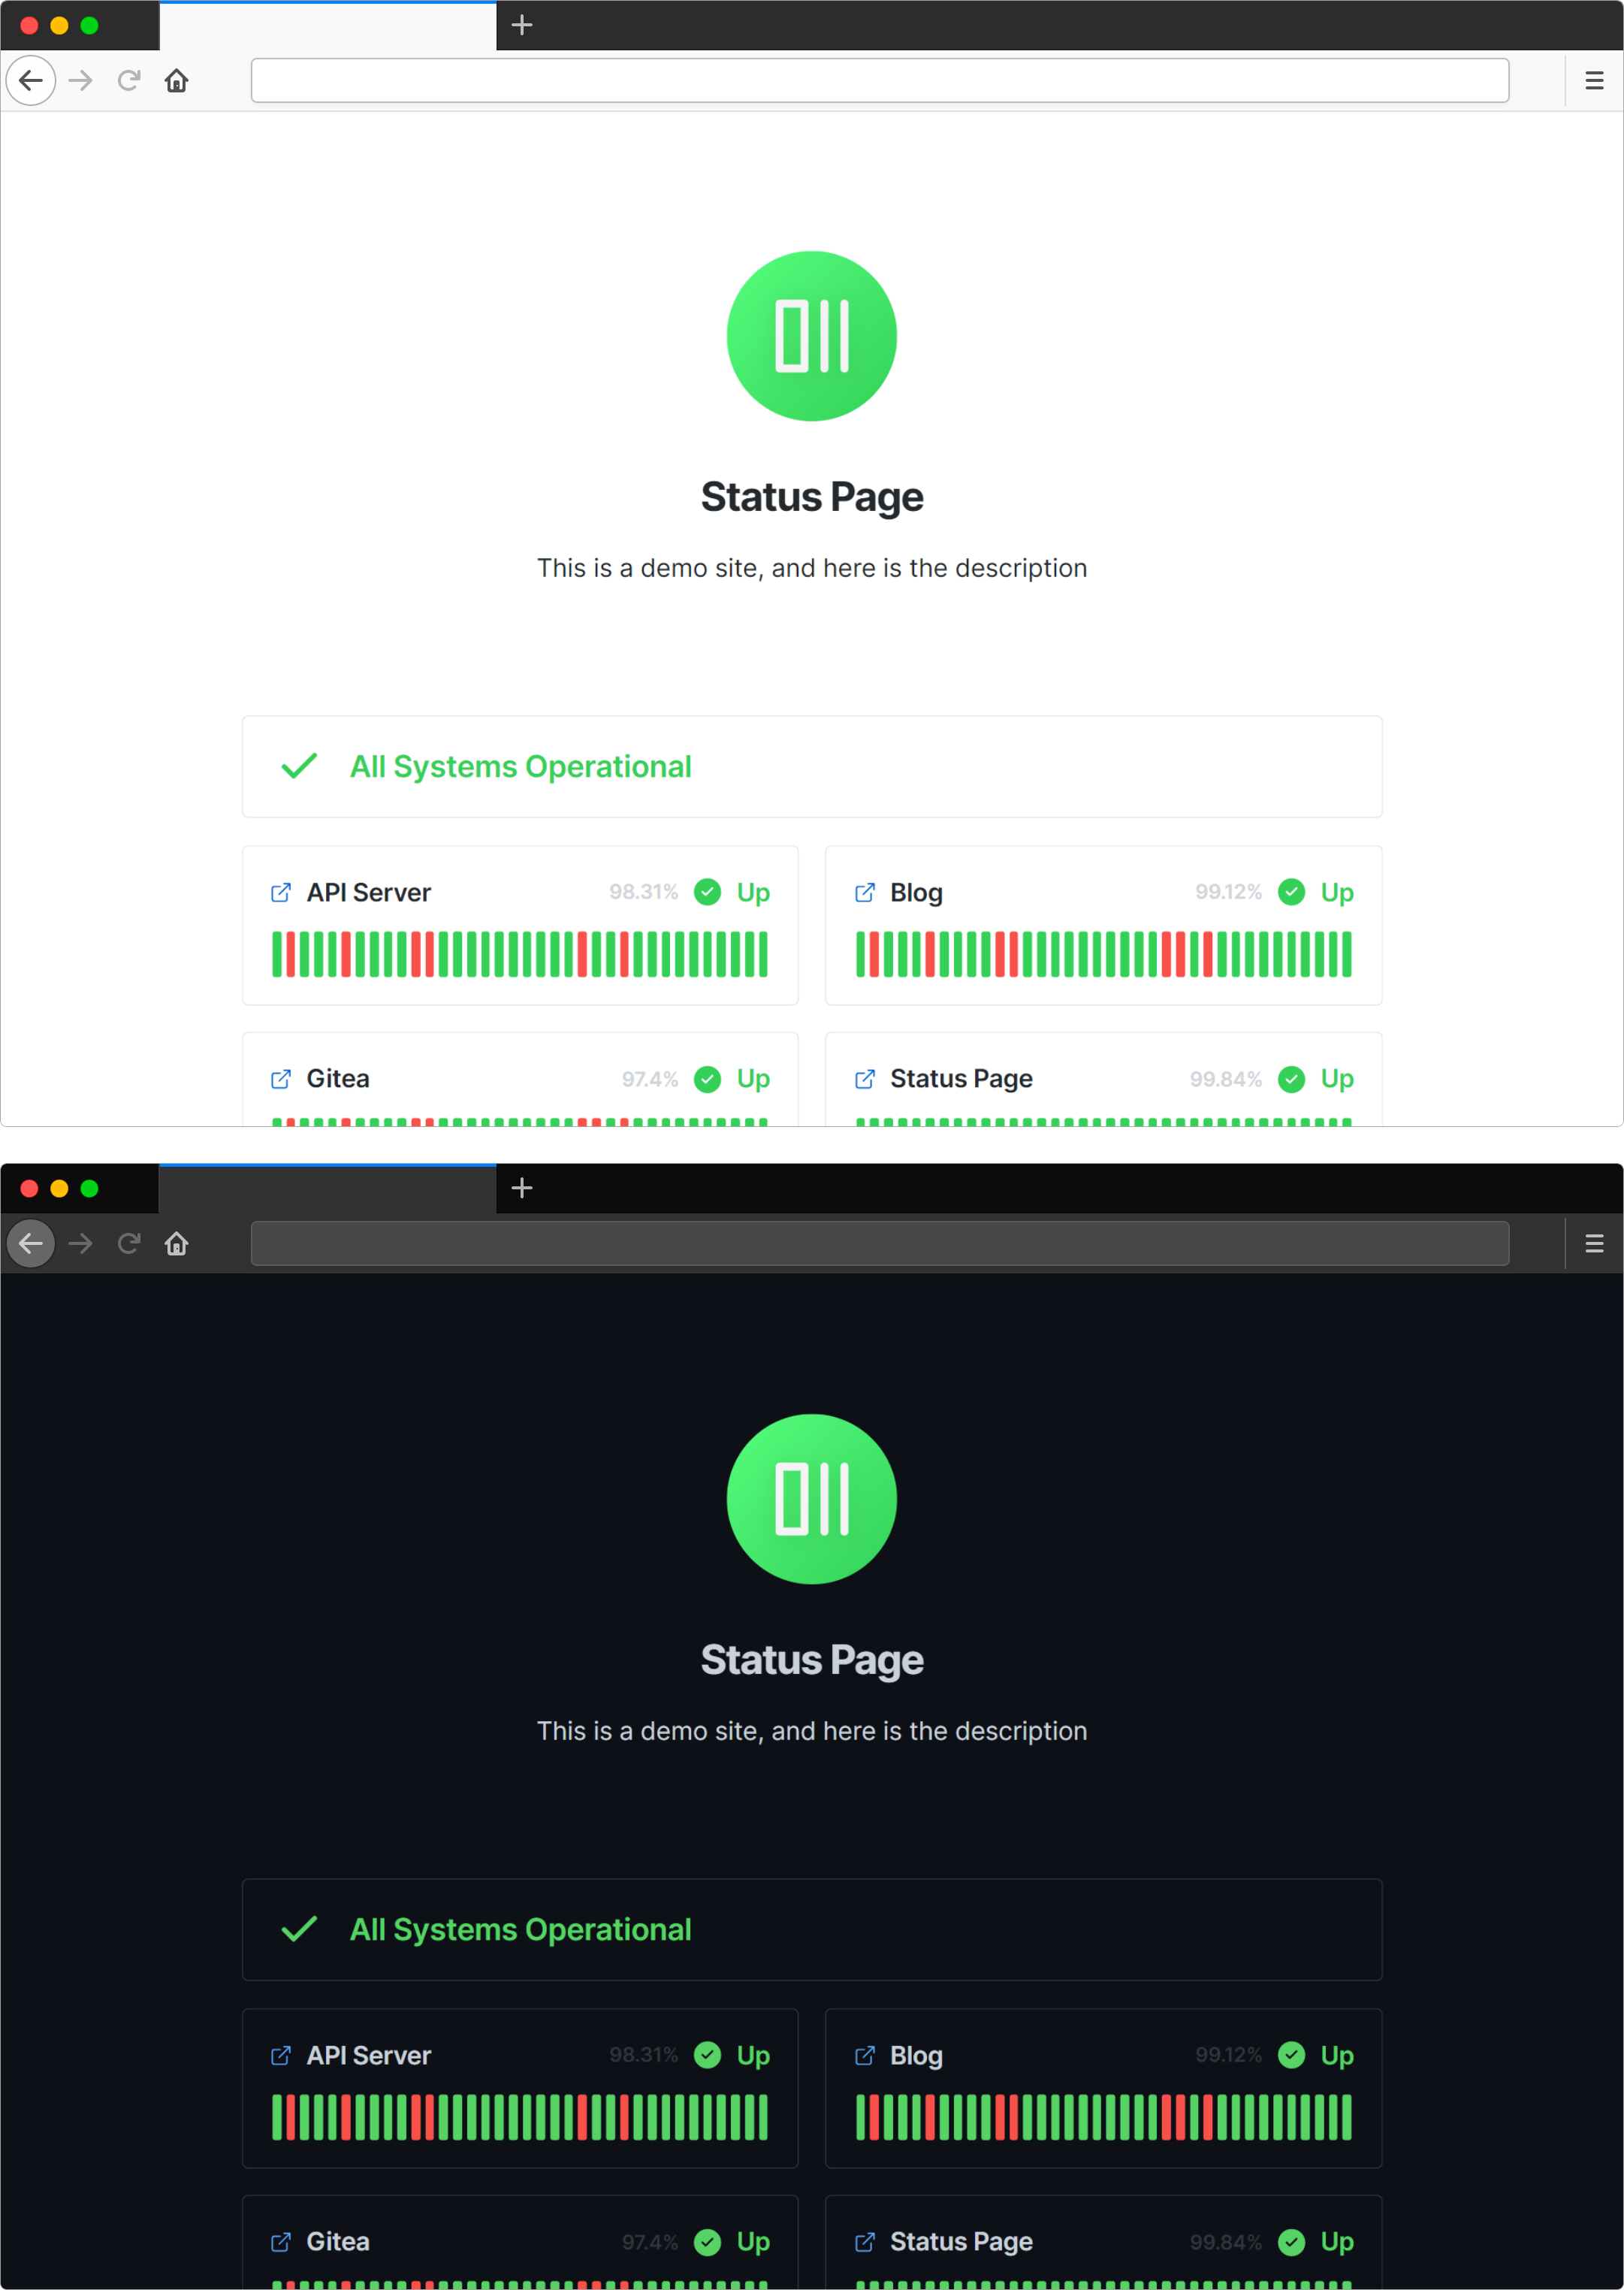 Status Page
This is a demo site, and here is the description
All Systems Operational
API Server 98.31% Up
Blog 99.12% Up
Gitea 97.4% Up
Status Page 99.84% Up
Status Page
This is a demo site, and here is the description
All Systems Operational
API Server 98.31% Up
Blog 99.12% Up
Gitea 97.4% Up
Status Page 99.84% Up